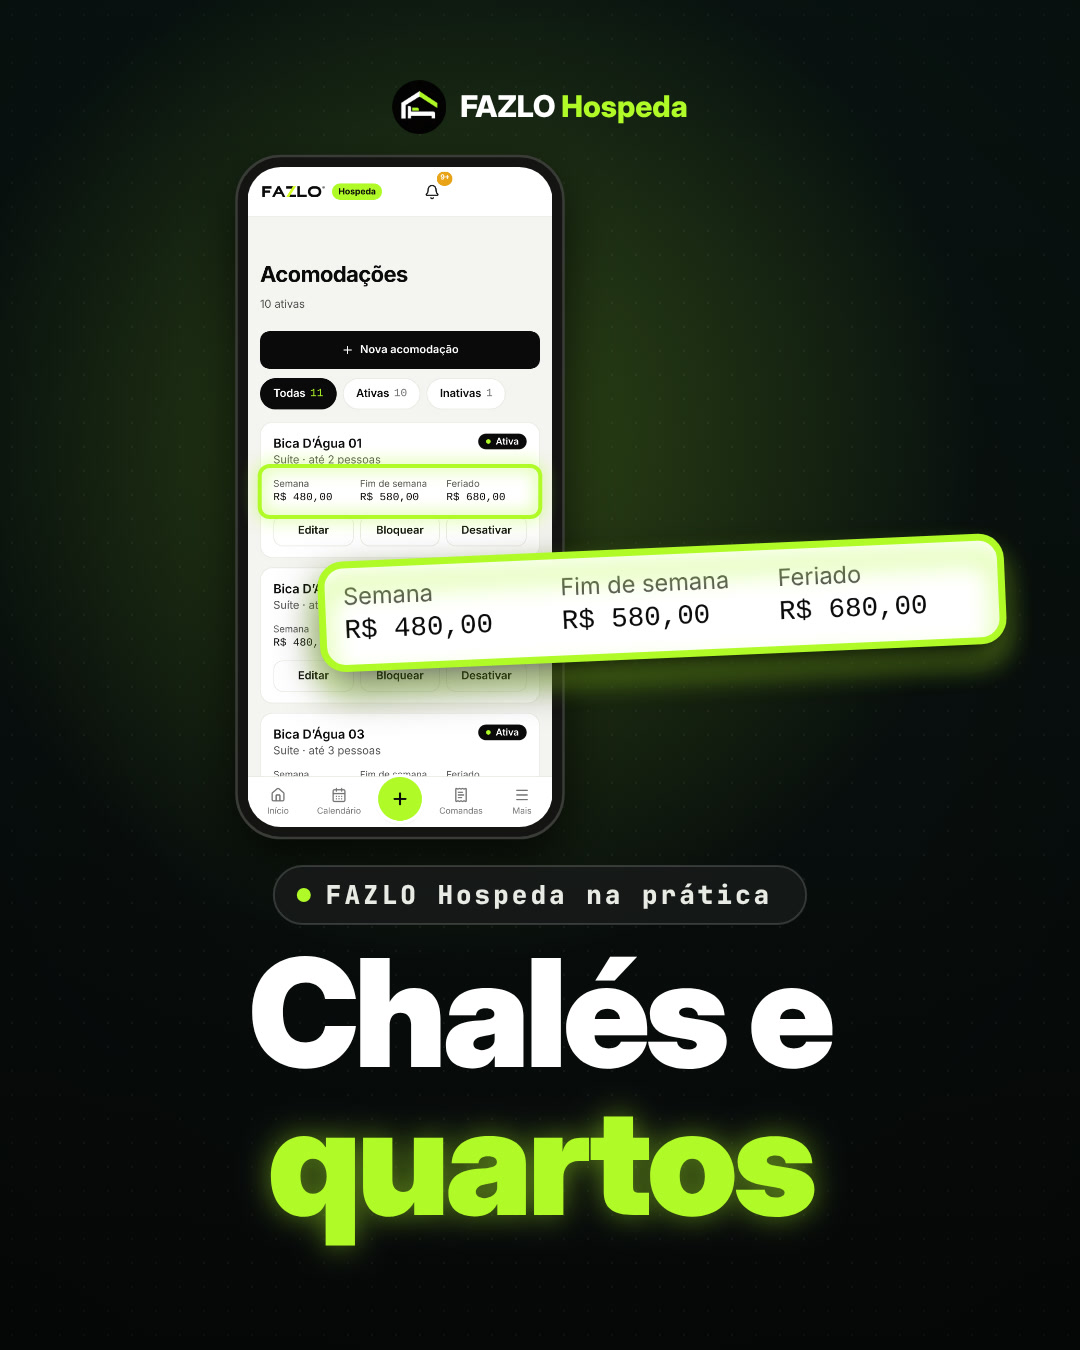 FAZLO Hospeda
FAZLO Hospeda
9+
Acomodações
10 ativas
+ Nova acomodação
Todas 11 Ativas 10 Inativas 1
Bica D'Água 01 Ativa
Suíte · até 2 pessoas
Semana Fim de semana Feriado
R$ 480,00 R$ 580,00 R$ 680,00
Editar Bloquear Desativar
Semana Fim de semana Feriado
R$ 480,00 R$ 580,00 R$ 680,00
Bica D'Á
Suíte · at
Semana
R$ 480,
Editar Bloquear Desativar
Bica D'Água 03 Ativa
Suíte · até 3 pessoas
Semana Fim de semana Feriado
Início Calendário + Comandas Mais
FAZLO Hospeda na prática
Chalés e
quartos